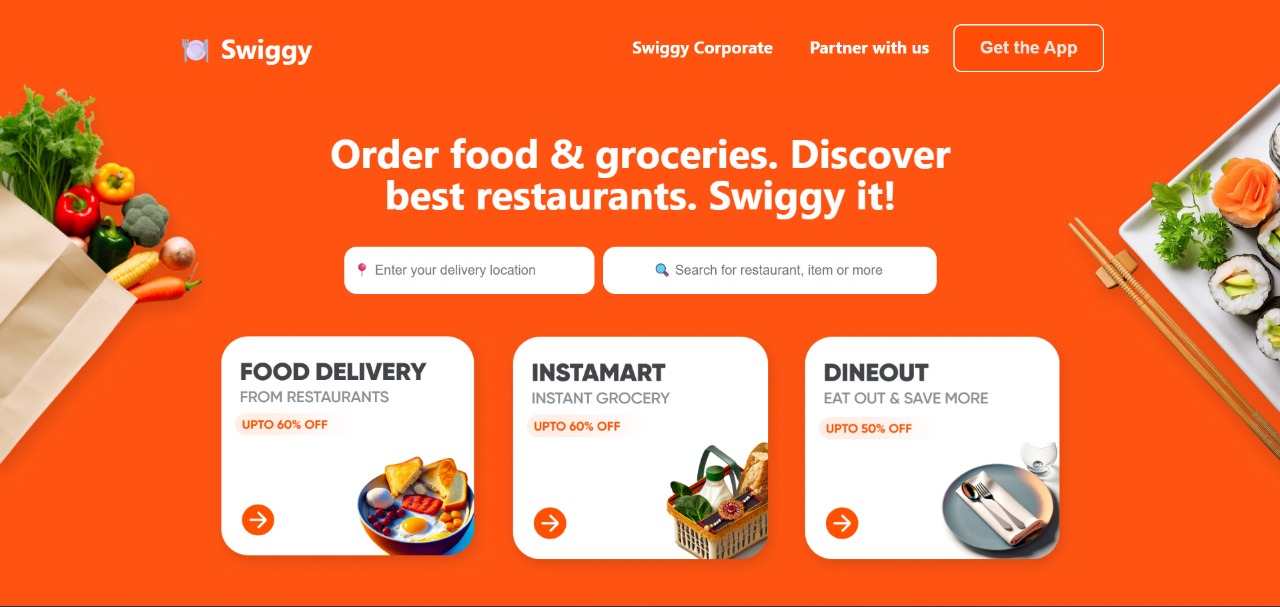 Swiggy
Swiggy Corporate
Partner with us
Get the App
Order food & groceries. Discover
best restaurants. Swiggy it!
Enter your delivery location
Search for restaurant, item or more
FOOD DELIVERY
FROM RESTAURANTS
UPTO 60% OFF
INSTAMART
INSTANT GROCERY
UPTO 60% OFF
DINEOUT
EAT OUT & SAVE MORE
UPTO 50% OFF